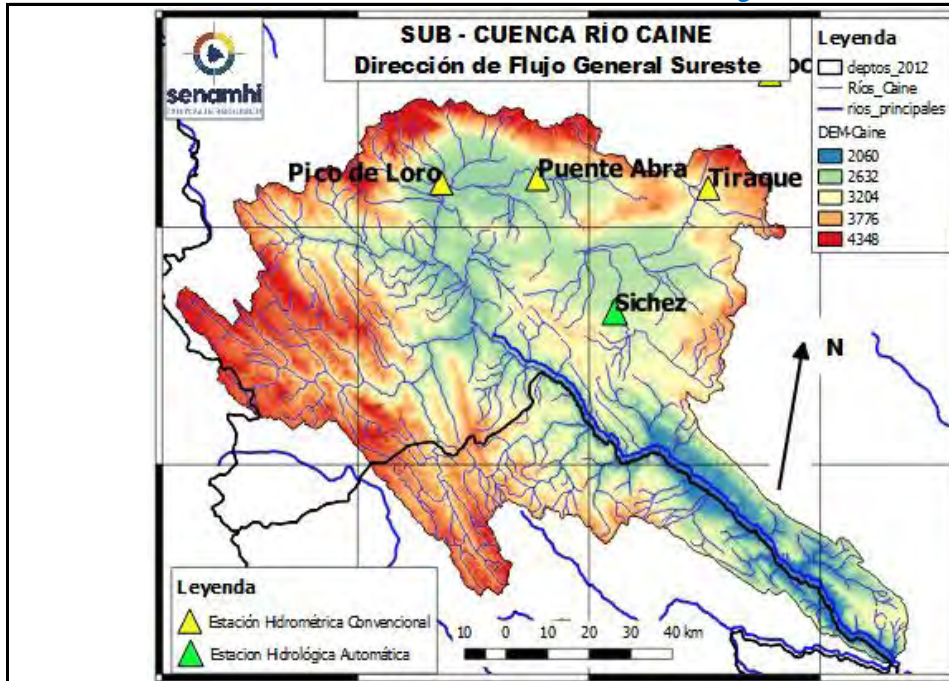 SUB - CUENCA RÍO CAINE
Dirección de Flujo General Sureste
senamhi
Leyenda
deptos_2012
Ríos_Caine
rios_principales
DEM-Caine
2060
2632
3204
3776
4348
Pico de Loro
Puente Abra
Tiraque
Sichez
N
Leyenda
Estación Hidrométrica Convencional
Estacion Hidrológica Automática
10 0 10 20 30 40 km